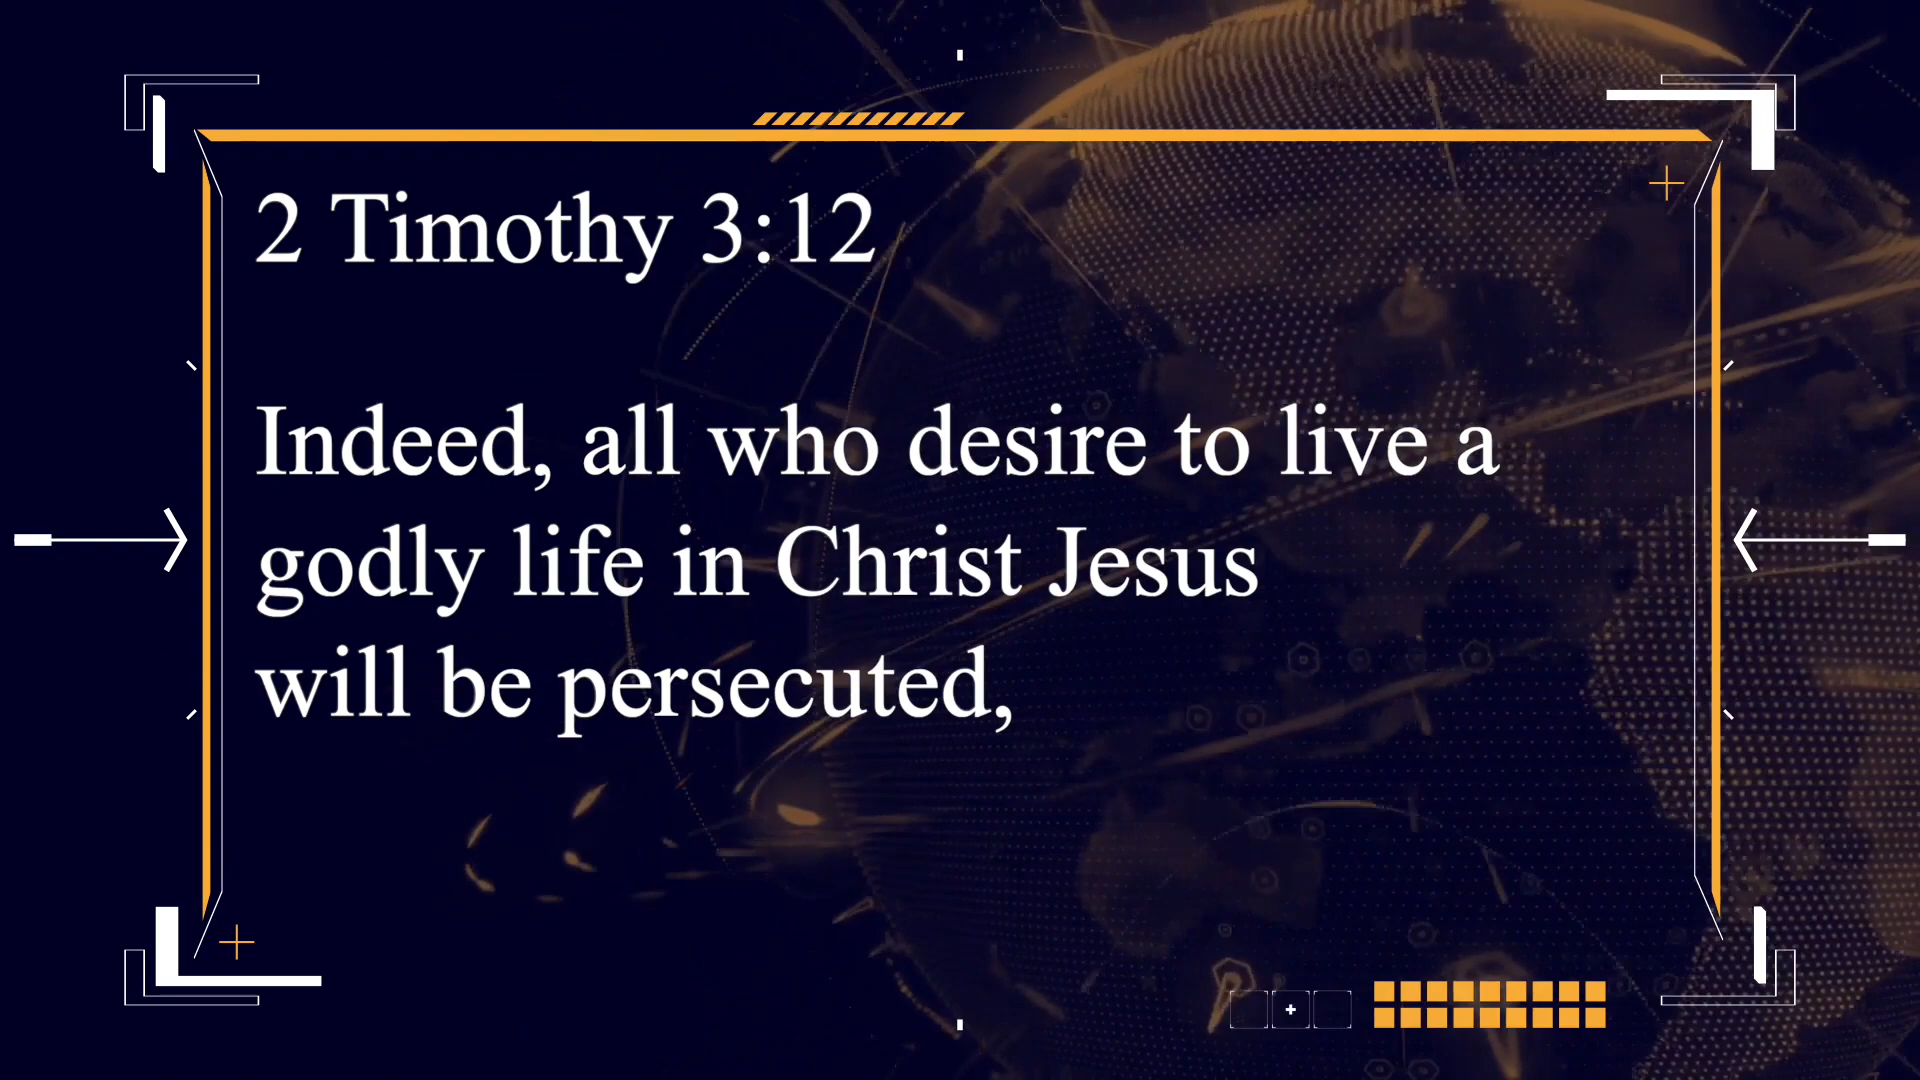 2 Timothy 3:12
Indeed, all who desire to live a
godly life in Christ Jesus
will be persecuted,